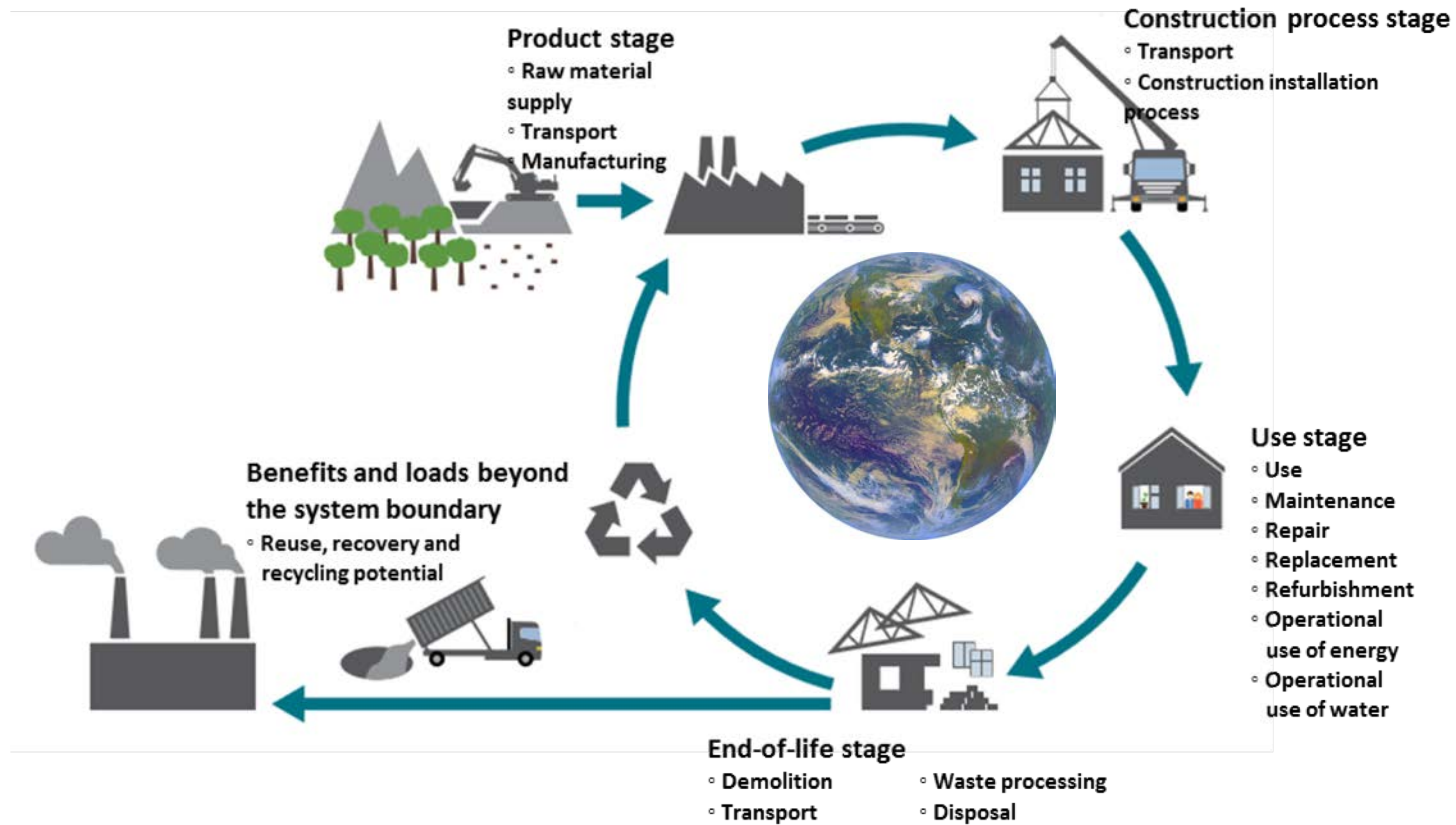 Product stage
◦ Raw material
supply
◦ Transport
◦ Manufacturing
Construction process stage
◦ Transport
◦ Construction installation
process
Use stage
◦ Use
◦ Maintenance
◦ Repair
◦ Replacement
◦ Refurbishment
◦ Operational
use of energy
◦ Operational
use of water
Benefits and loads beyond
the system boundary
◦ Reuse, recovery and
recycling potential
End-of-life stage
◦ Demolition
◦ Transport
◦ Waste processing
◦ Disposal